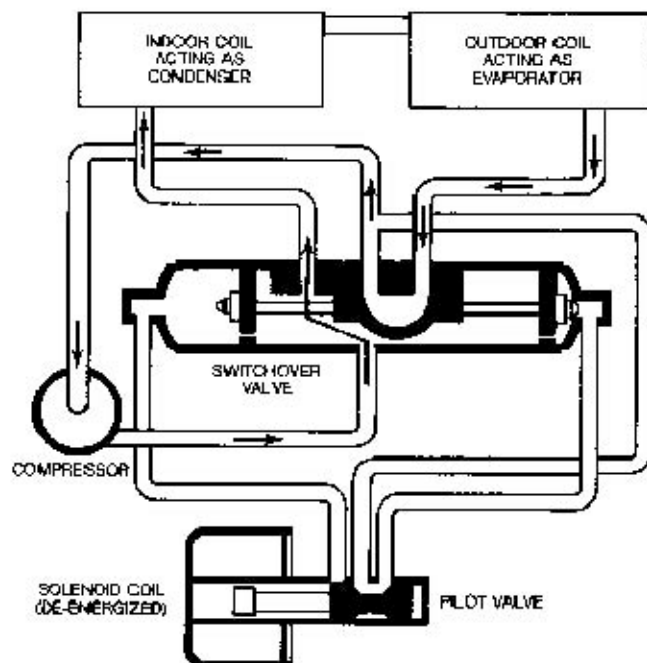 INDOOR COIL
ACTING AS
CONDENSER
OUTDOOR COIL
ACTING AS
EVAPORATOR
SWITCHOVER
VALVE
COMPRESSOR
SOLENOID COIL
(DE-ENERGIZED)
PILOT VALVE